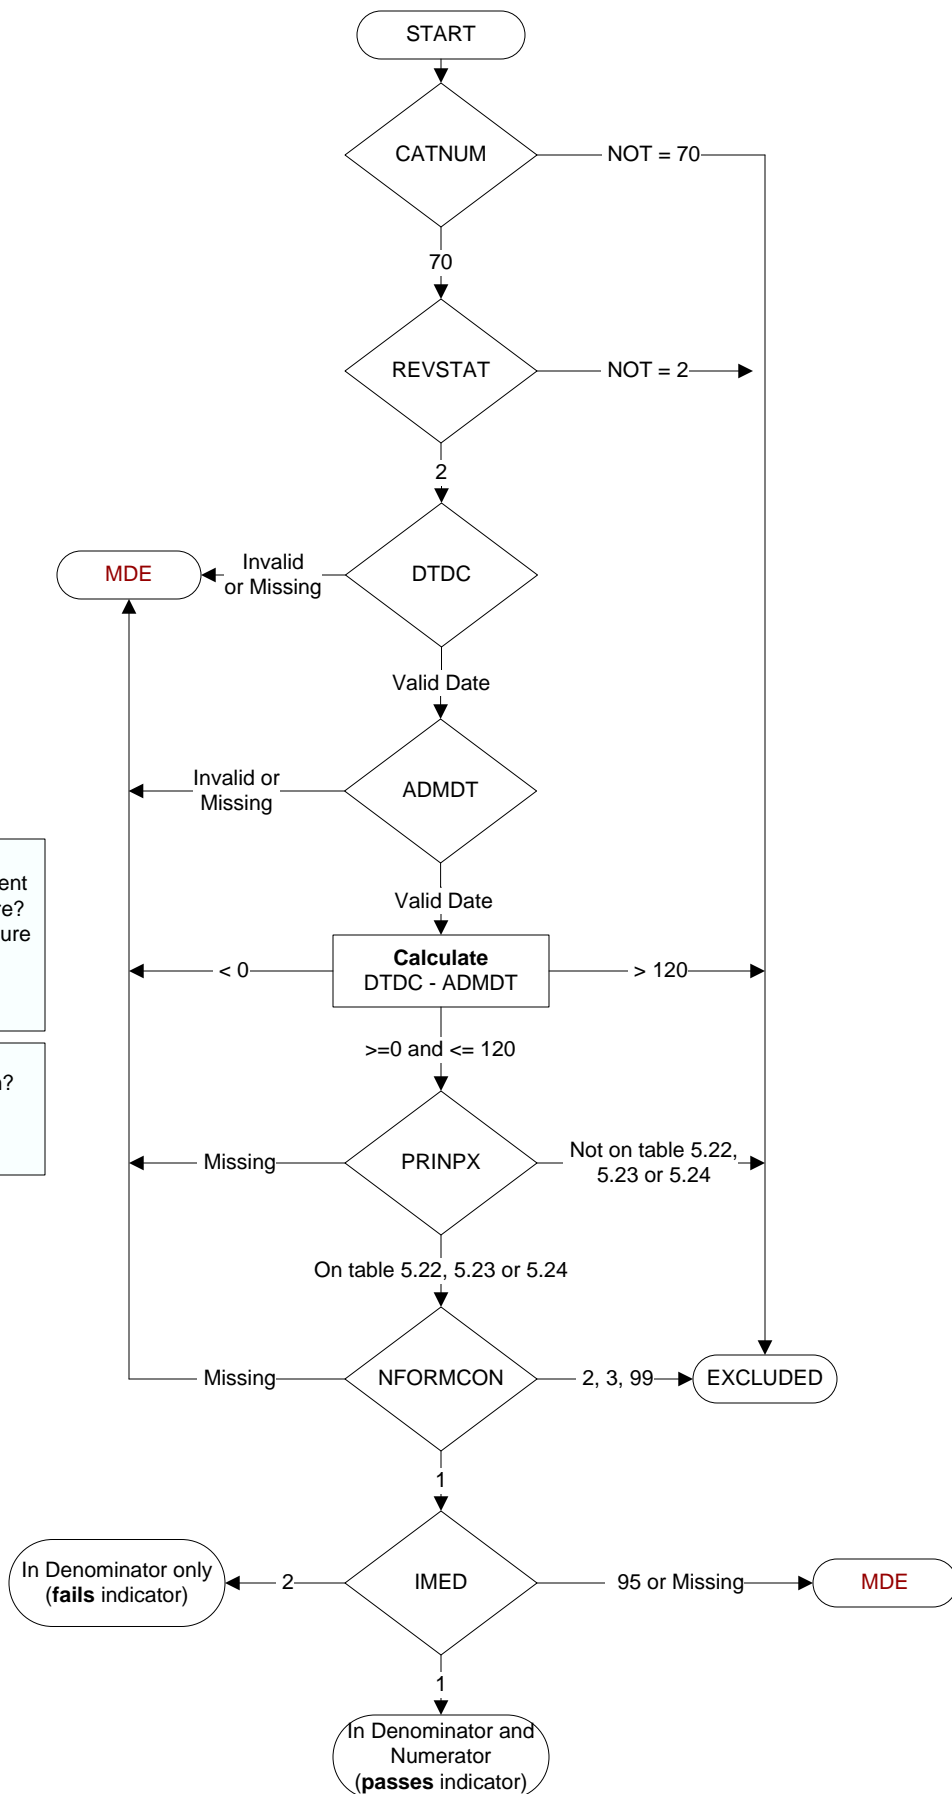 START
CATNUM
NOT = 70
70
REVSTAT
NOT = 2
2
DTDC
Invalid
or Missing
MDE
Valid Date
ADMDT
Invalid or
Missing
Valid Date
Calculate
DTDC - ADMDT
< 0
> 120
>=0 and <= 120
PRINPX
Missing
Not on table 5.22,
5.23 or 5.24
On table 5.22, 5.23 or 5.24
NFORMCON
Missing
2, 3, 99
EXCLUDED
1
IMED
2
In Denominator only
(fails indicator)
95 or Missing
MDE
1
In Denominator and
Numerator
(passes indicator)